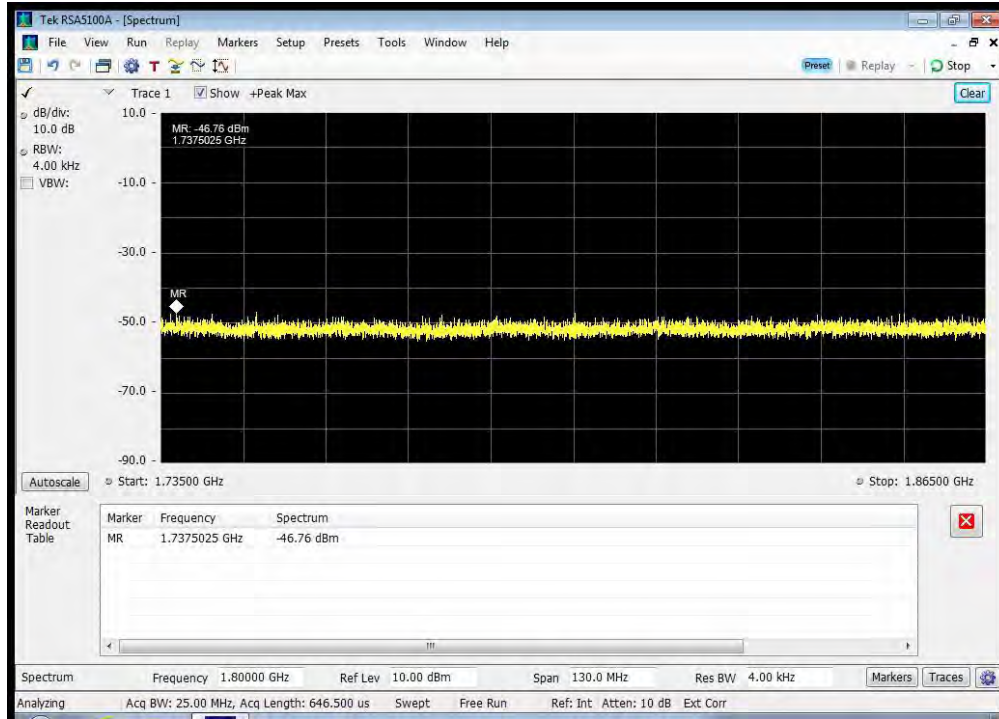 Tek RSA5100A - [Spectrum]
File View Run Replay Markers Setup Presets Tools Window Help
Preset Replay Stop
Trace 1 Show +Peak Max Clear
dB/div:
10.0 dB
RBW:
4.00 kHz
VBW:
10.0
-10.0
-30.0
-50.0
-70.0
-90.0
MR: -46.76 dBm
1.7375025 GHz
MR
Autoscale Start: 1.73500 GHz Stop: 1.86500 GHz
Marker
Readout
Table
Marker Frequency Spectrum
MR 1.7375025 GHz -46.76 dBm
Spectrum Frequency 1.80000 GHz Ref Lev 10.00 dBm Span 130.0 MHz Res BW 4.00 kHz Markers Traces
Analyzing Acq BW: 25.00 MHz, Acq Length: 646.500 us Swept Free Run Ref: Int Atten: 10 dB Ext Corr